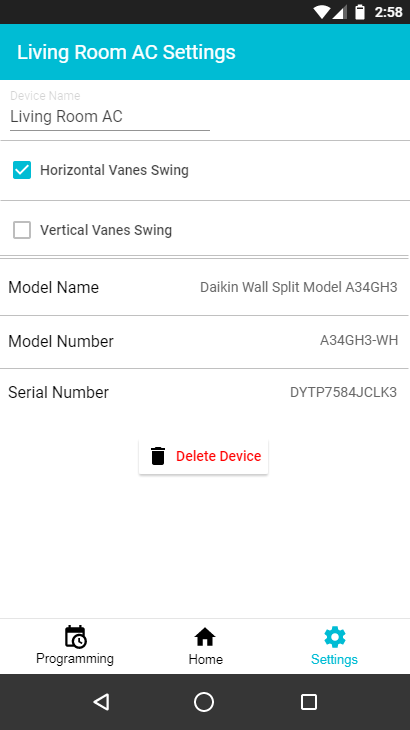 2:58
Living Room AC Settings
Device Name
Living Room AC
Horizontal Vanes Swing
Vertical Vanes Swing
Model Name Daikin Wall Split Model A34GH3
Model Number A34GH3-WH
Serial Number DYTP7584JCLK3
Delete Device
Programming Home Settings